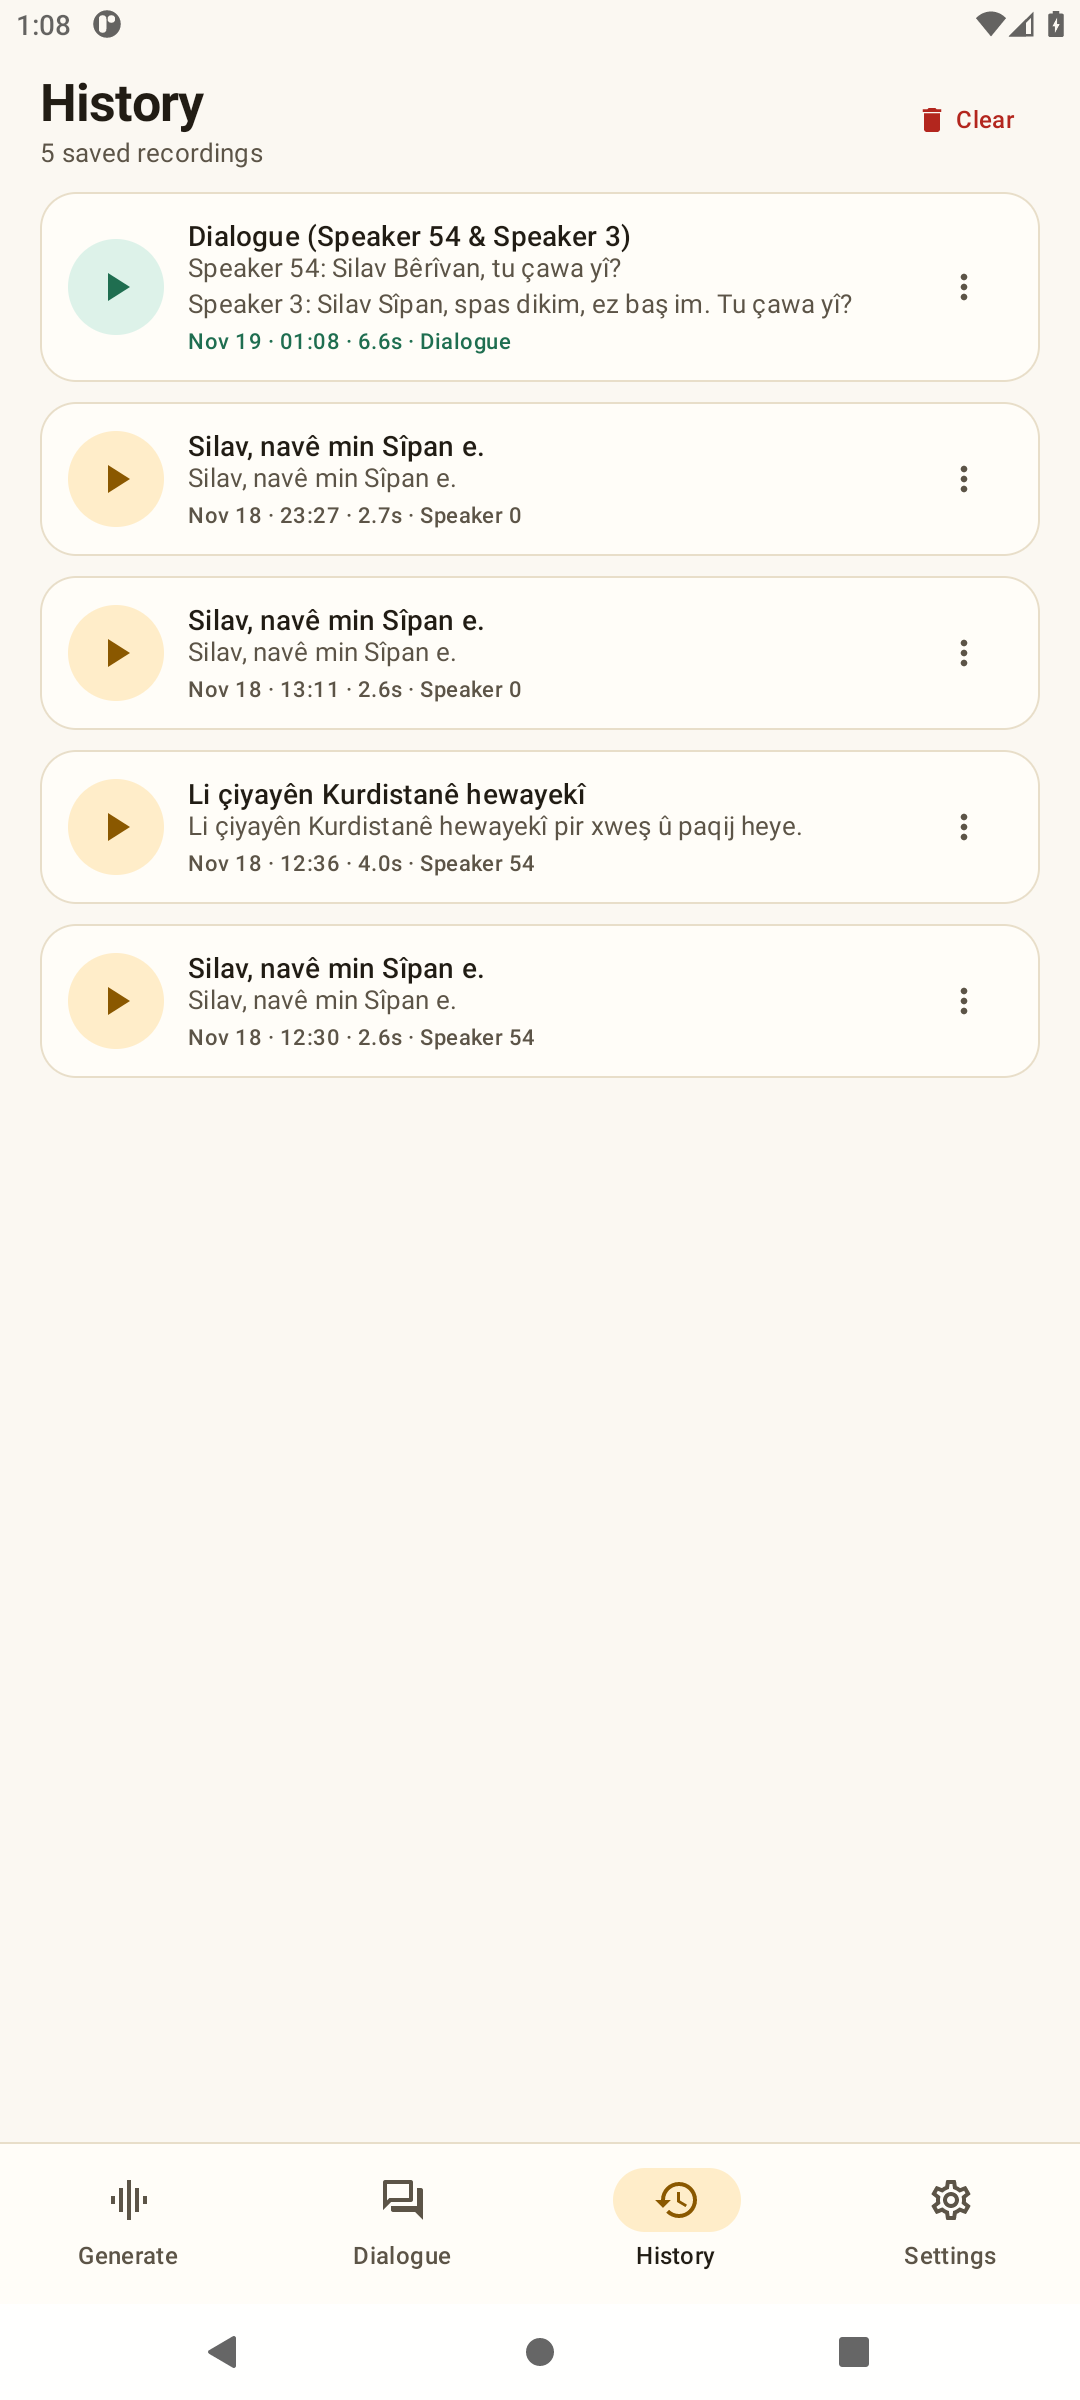 1:08
History
5 saved recordings
Clear
Dialogue (Speaker 54 & Speaker 3)
Speaker 54: Silav Bêrîvan, tu çawa yî?
Speaker 3: Silav Sîpan, spas dikim, ez baş im. Tu çawa yî?
Nov 19 · 01:08 · 6.6s · Dialogue
Silav, navê min Sîpan e.
Silav, navê min Sîpan e.
Nov 18 · 23:27 · 2.7s · Speaker 0
Silav, navê min Sîpan e.
Silav, navê min Sîpan e.
Nov 18 · 13:11 · 2.6s · Speaker 0
Li çiyayên Kurdistanê hewayekî
Li çiyayên Kurdistanê hewayekî pir xweş û paqij heye.
Nov 18 · 12:36 · 4.0s · Speaker 54
Silav, navê min Sîpan e.
Silav, navê min Sîpan e.
Nov 18 · 12:30 · 2.6s · Speaker 54
Generate
Dialogue
History
Settings